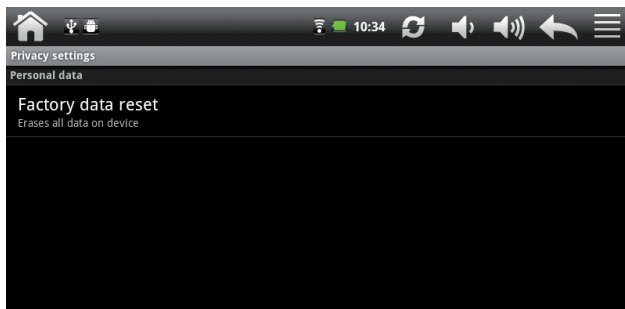 10:34
Privacy settings
Personal data
Factory data reset
Erases all data on device